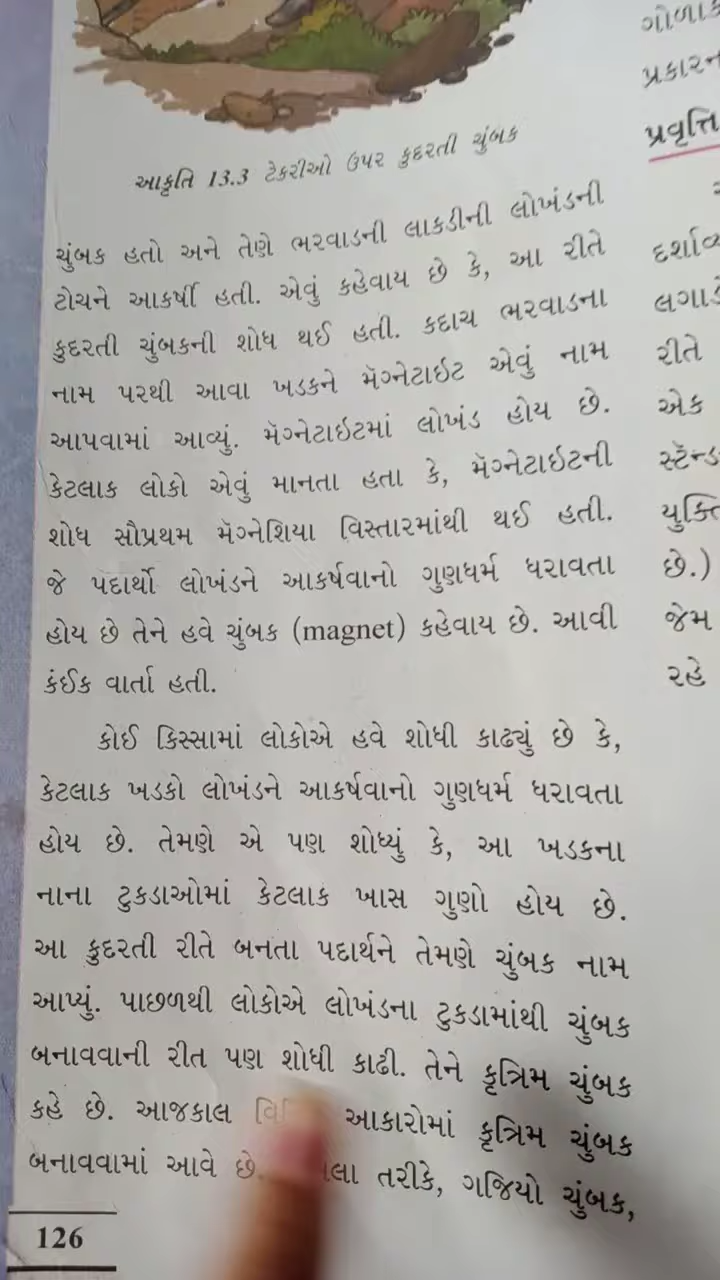 આકૃતિ 13.3 ટેકરીઓ ઉપર કુદરતી ચુંબક
ચુંબક હતો અને તેણે ભરવાડની લાકડીની લોખંડની
ટોચને આકર્ષી હતી. એવું કહેવાય છે કે, આ રીતે
કુદરતી ચુંબકની શોધ થઈ હતી. કદાચ ભરવાડના
નામ પરથી આવા ખડકને મૅગ્નેટાઇટ એવું નામ
આપવામાં આવ્યું. મૅગ્નેટાઇટમાં લોખંડ હોય છે.
કેટલાક લોકો એવું માનતા હતા કે, મૅગ્નેટાઇટની
શોધ સૌપ્રથમ મૅગ્નેશિયા વિસ્તારમાંથી થઈ હતી.
જે પદાર્થો લોખંડને આકર્ષવાનો ગુણધર્મ ધરાવતા
હોય છે તેને હવે ચુંબક (magnet) કહેવાય છે. આવી
કંઈક વાર્તા હતી.
કોઈ કિસ્સામાં લોકોએ હવે શોધી કાઢ્યું છે કે,
કેટલાક ખડકો લોખંડને આકર્ષવાનો ગુણધર્મ ધરાવતા
હોય છે. તેમણે એ પણ શોધ્યું કે, આ ખડકના
નાના ટુકડાઓમાં કેટલાક ખાસ ગુણો હોય છે.
આ કુદરતી રીતે બનતા પદાર્થને તેમણે ચુંબક નામ
આપ્યું. પાછળથી લોકોએ લોખંડના ટુકડામાંથી ચુંબક
બનાવવાની રીત પણ શોધી કાઢી. તેને કૃત્રિમ ચુંબક
કહે છે. આજકાલ આકારોમાં કૃત્રિમ ચુંબક
બનાવવામાં આવે છે. તરીકે, ગજિયો ચુંબક,
126
પ્રવૃત્તિ
લગાડ
રીતે
એક
સ્ટૅન્ડ
યુક્તિ
છે.)
જેમ
રહે